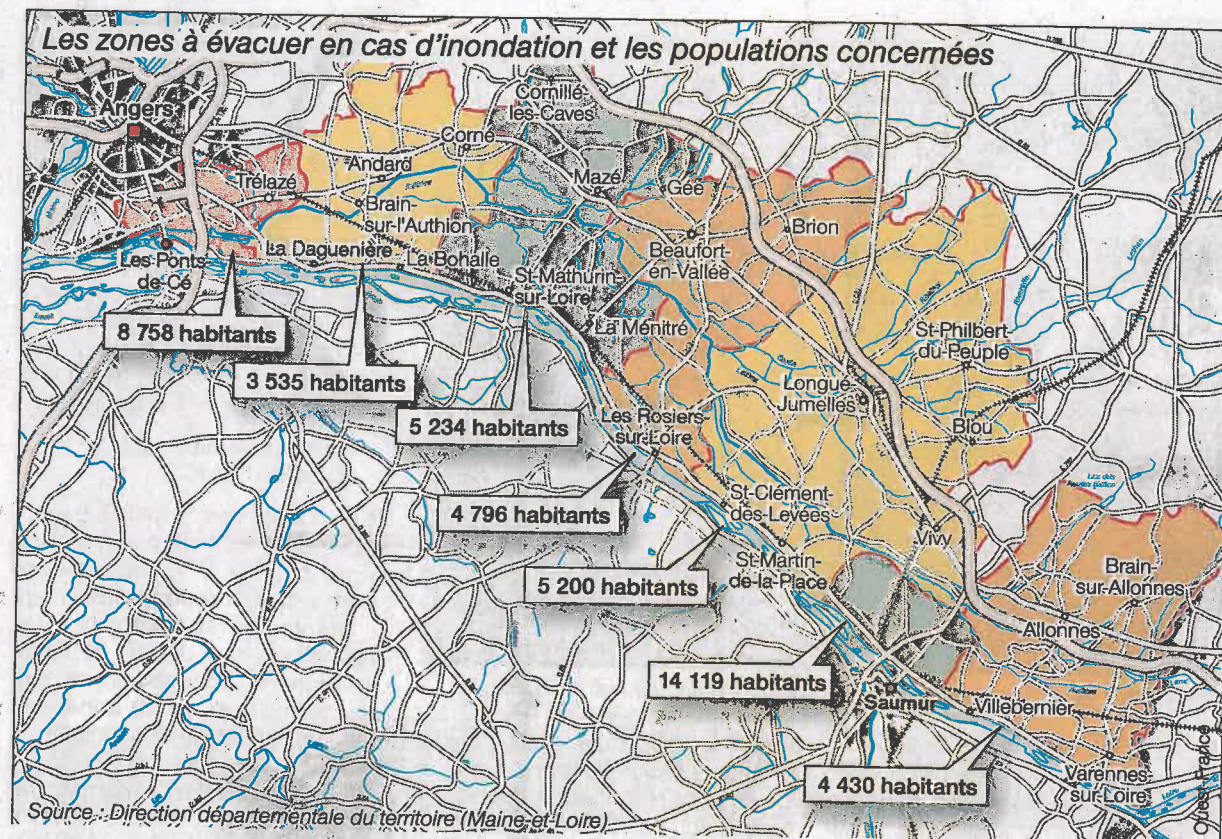 Les zones à évacuer en cas d'inondation et les populations concernées
Angers
Cornillé-
les-Caves
Corné
Andard
Mazé
Gée
Trélazé
Brain-
sur-l'Authion
Brion
Beaufort-
en-Vallée
Les Ponts-
de-Cé
La Daguenière
La Bohalle
St-Mathurin-
sur-Loire
La Ménitré
8 758 habitants
St-Philbert-
du-Peuple
3 535 habitants
Longué-
Jumelles
5 234 habitants
Les Rosiers-
sur-Loire
Blou
4 796 habitants
St-Clément-
des-Levées
Vivy
St-Martin-
de-la-Place
5 200 habitants
Brain-
sur-Allonnes
Allonnes
14 119 habitants
Saumur
Villebernier
4 430 habitants
Varennes-
sur-Loire
Source : Direction départementale du territoire (Maine-et-Loire)
Ouest-France